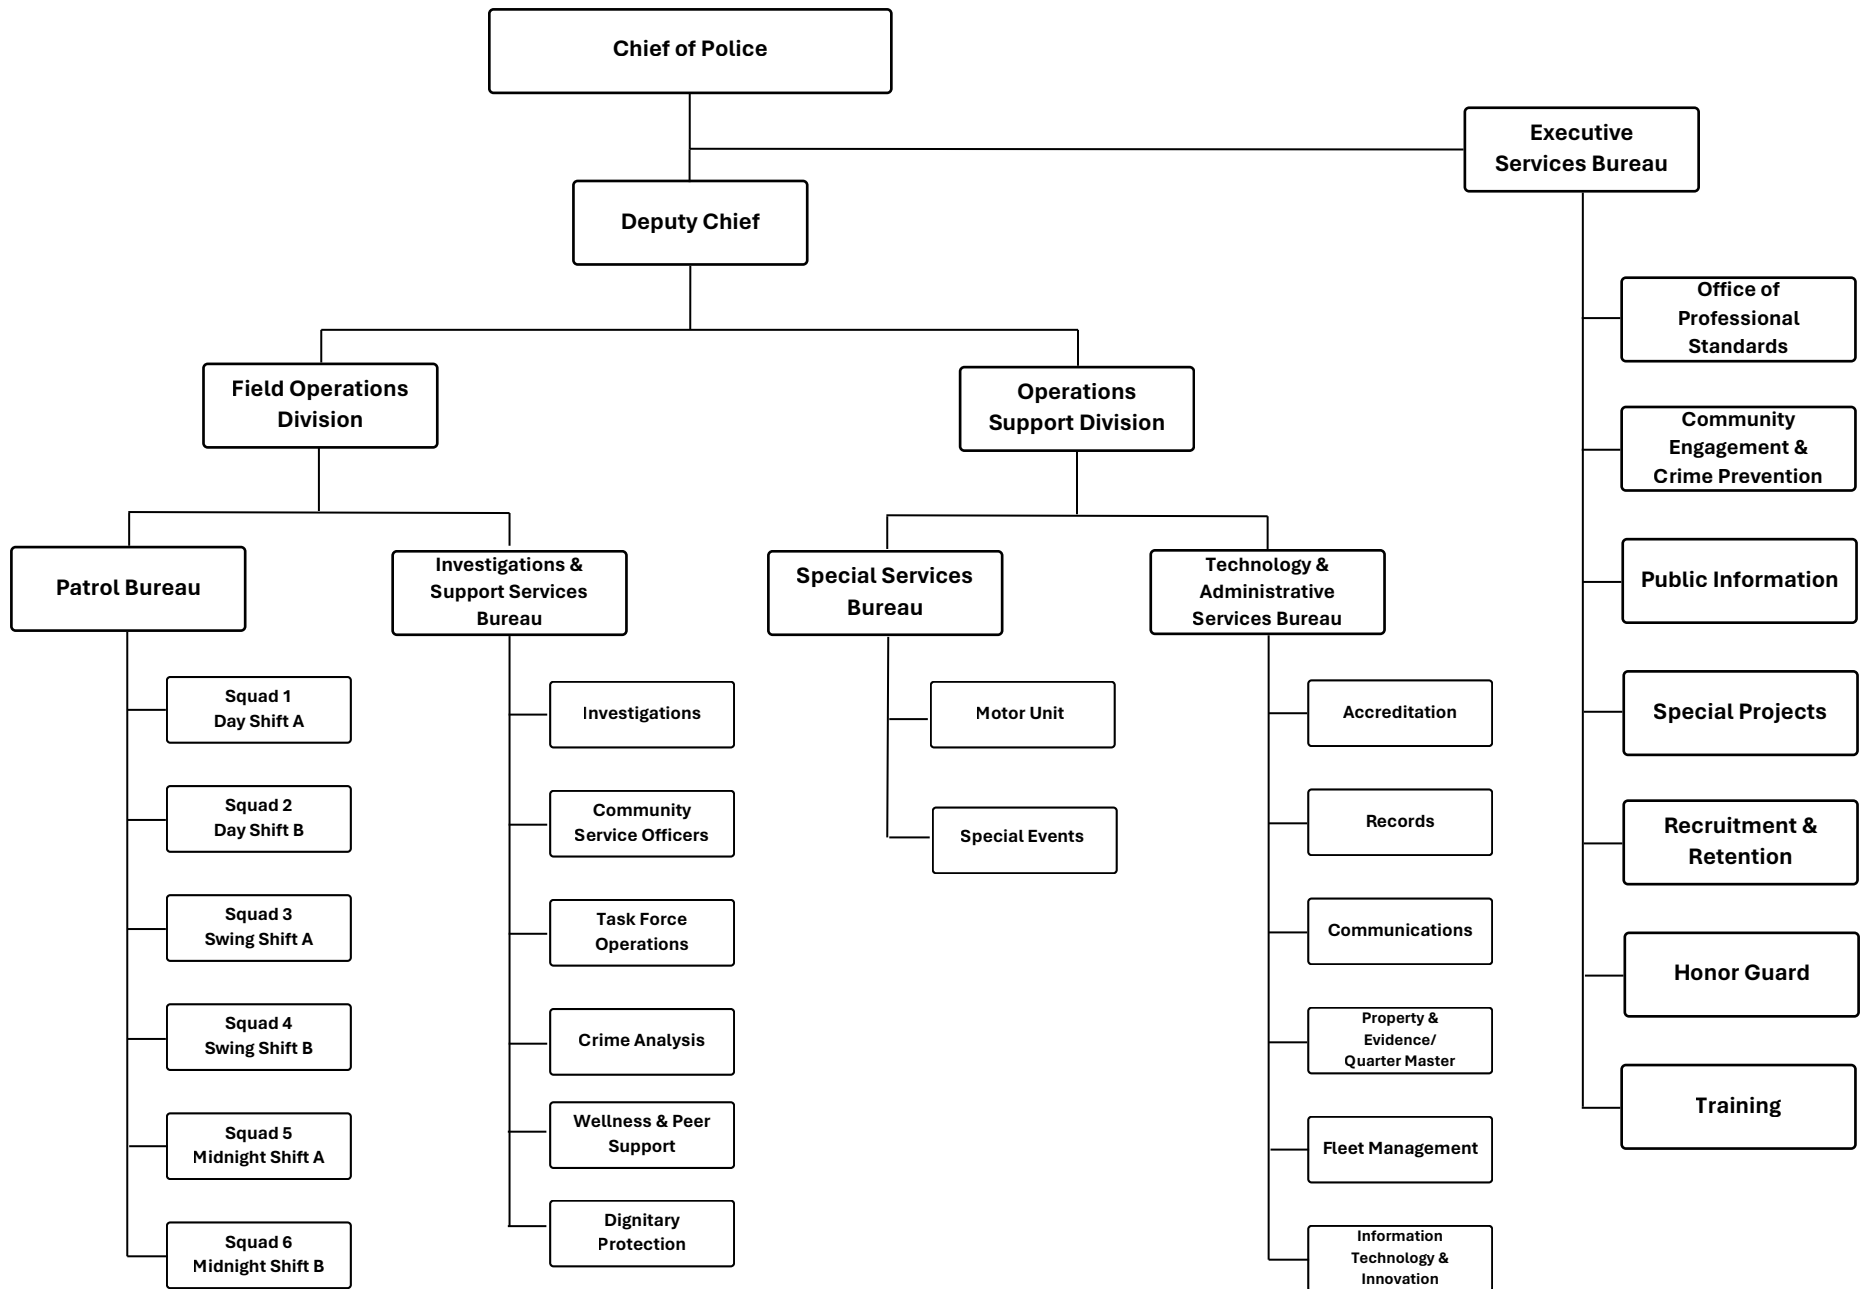 Chief of Police
Executive
Services Bureau
Deputy Chief
Office of
Professional
Standards
Community
Engagement &
Crime Prevention
Public Information
Special Projects
Recruitment &
Retention
Honor Guard
Training
Field Operations
Division
Operations
Support Division
Patrol Bureau
Squad 1
Day Shift A
Squad 2
Day Shift B
Squad 3
Swing Shift A
Squad 4
Swing Shift B
Squad 5
Midnight Shift A
Squad 6
Midnight Shift B
Investigations &
Support Services
Bureau
Investigations
Community
Service Officers
Task Force
Operations
Crime Analysis
Wellness & Peer
Support
Dignitary
Protection
Special Services
Bureau
Motor Unit
Special Events
Technology &
Administrative
Services Bureau
Accreditation
Records
Communications
Property &
Evidence/
Quarter Master
Fleet Management
Information
Technology &
Innovation